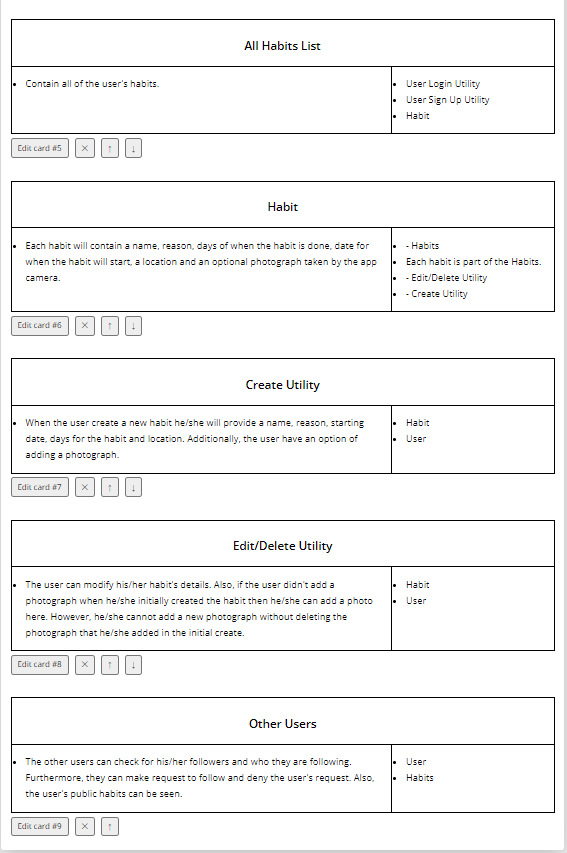 All Habits List
• Contain all of the user's habits.
• User Login Utility
• User Sign Up Utility
• Habit
Edit card #5 × ↑ ↓
Habit
• Each habit will contain a name, reason, days of when the habit is done, date for
when the habit will start, a location and an optional photograph taken by the app
camera.
• - Habits
• Each habit is part of the Habits.
• - Edit/Delete Utility
• - Create Utility
Edit card #6 × ↑ ↓
Create Utility
• When the user create a new habit he/she will provide a name, reason, starting
date, days for the habit and location. Additionally, the user have an option of
adding a photograph.
• Habit
• User
Edit card #7 × ↑ ↓
Edit/Delete Utility
• The user can modify his/her habit's details. Also, if the user didn't add a
photograph when he/she initially created the habit then he/she can add a photo
here. However, he/she cannot add a new photograph without deleting the
photograph that he/she added in the initial create.
• Habit
• User
Edit card #8 × ↑ ↓
Other Users
• The other users can check for his/her followers and who they are following.
Furthermore, they can make request to follow and deny the user's request. Also,
the user's public habits can be seen.
• User
• Habits
Edit card #9 × ↑